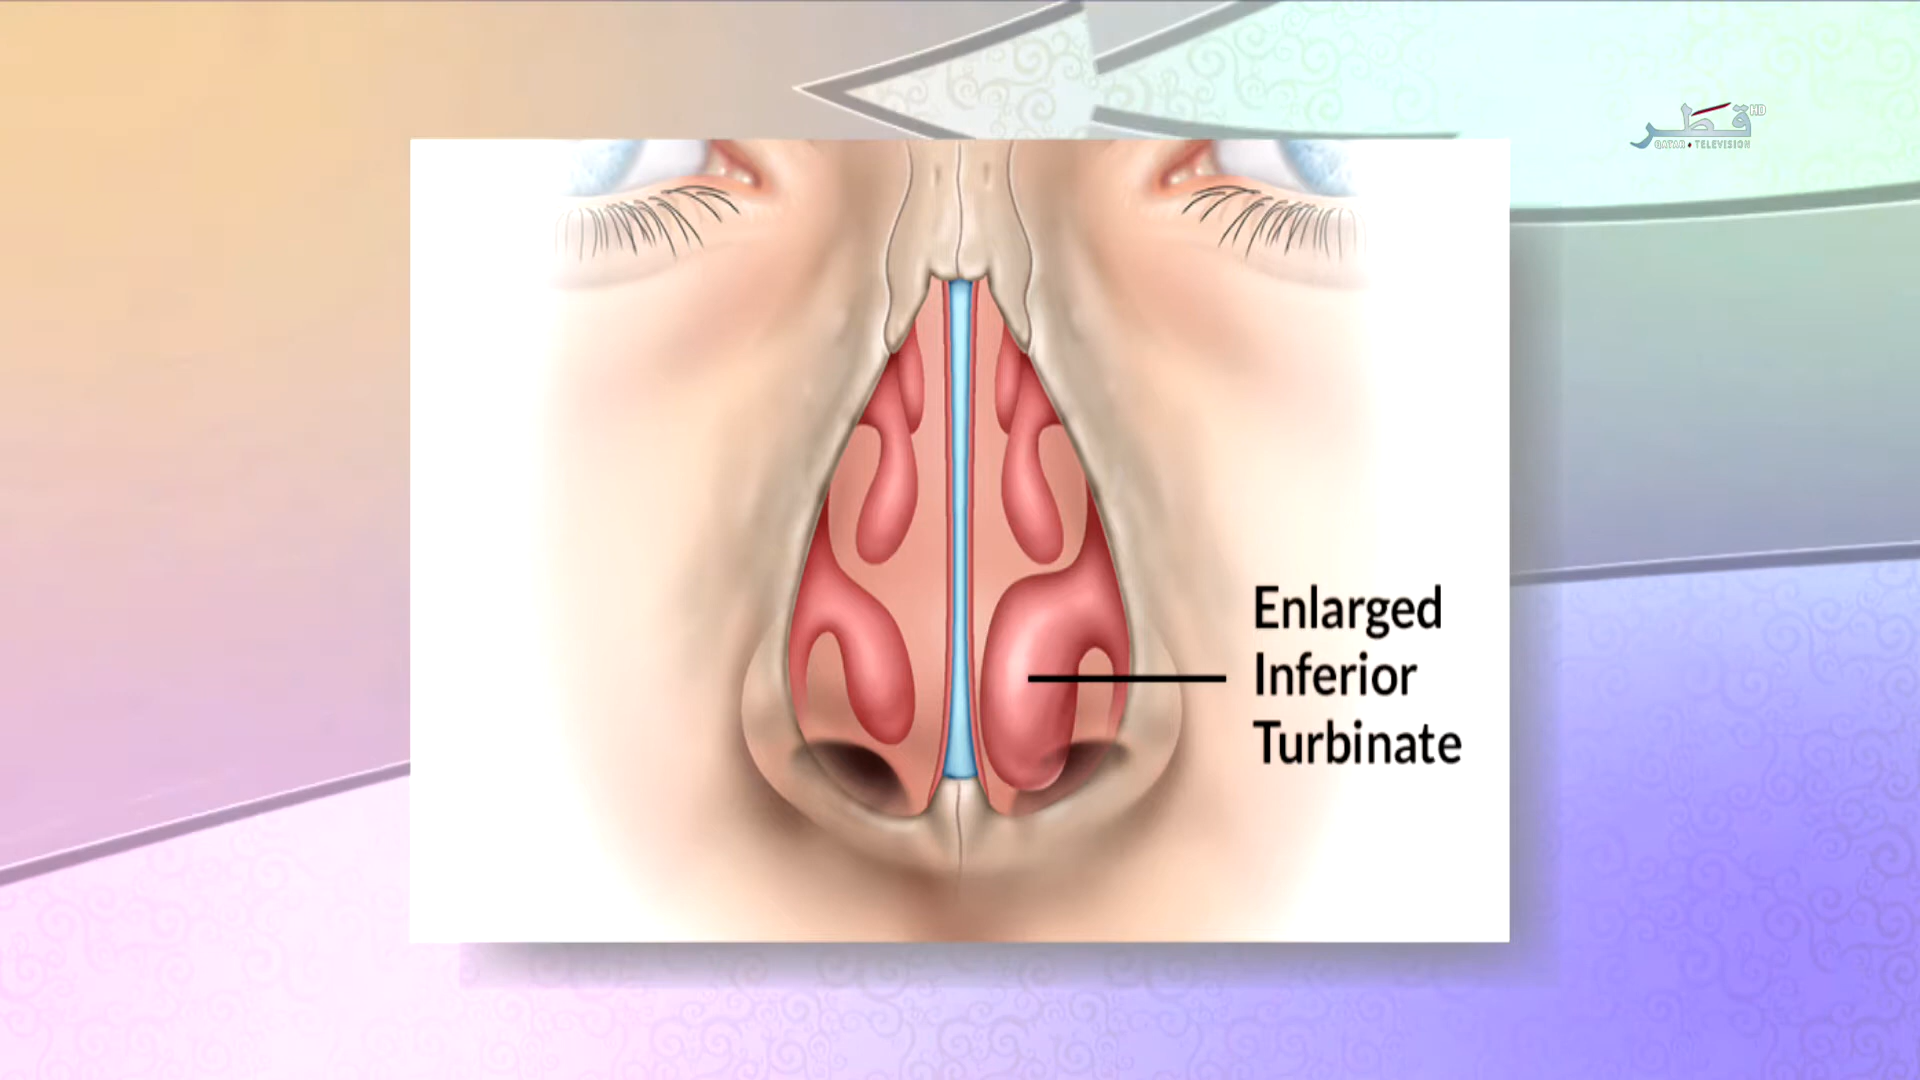 قطر HD
QATAR TELEVISION
Enlarged
Inferior
Turbinate